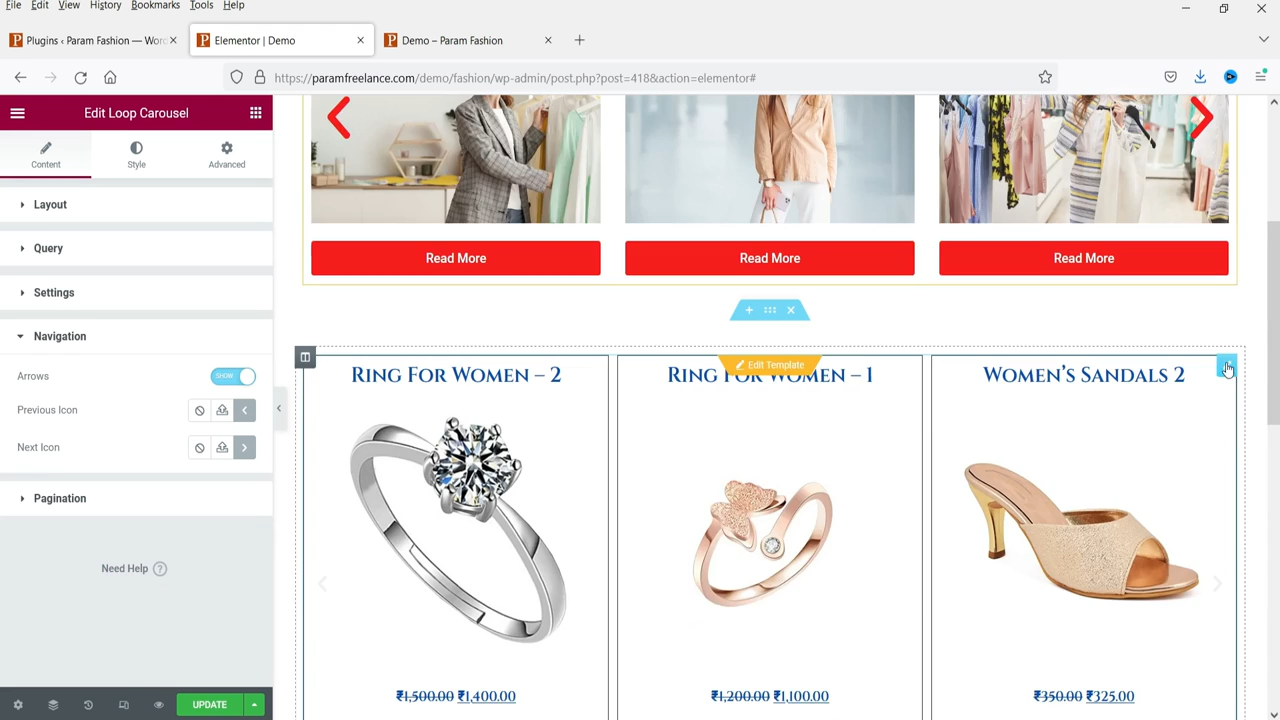 File Edit View History Bookmarks Tools Help
Plugins ‹ Param Fashion — Wor
Elementor | Demo
Demo – Param Fashion
https://paramfreelance.com/demo/fashion/wp-admin/post.php?post=418&action=elementor#
Edit Loop Carousel
Content
Style
Advanced
Layout
Query
Settings
Navigation
Arrows
SHOW
Previous Icon
Next Icon
Pagination
Need Help
UPDATE
Read More
Read More
Read More
Edit Template
Ring For Women – 2
Ring For Women – 1
Women's Sandals 2
₹1,500.00 ₹1,400.00
₹1,200.00 ₹1,100.00
₹350.00 ₹325.00